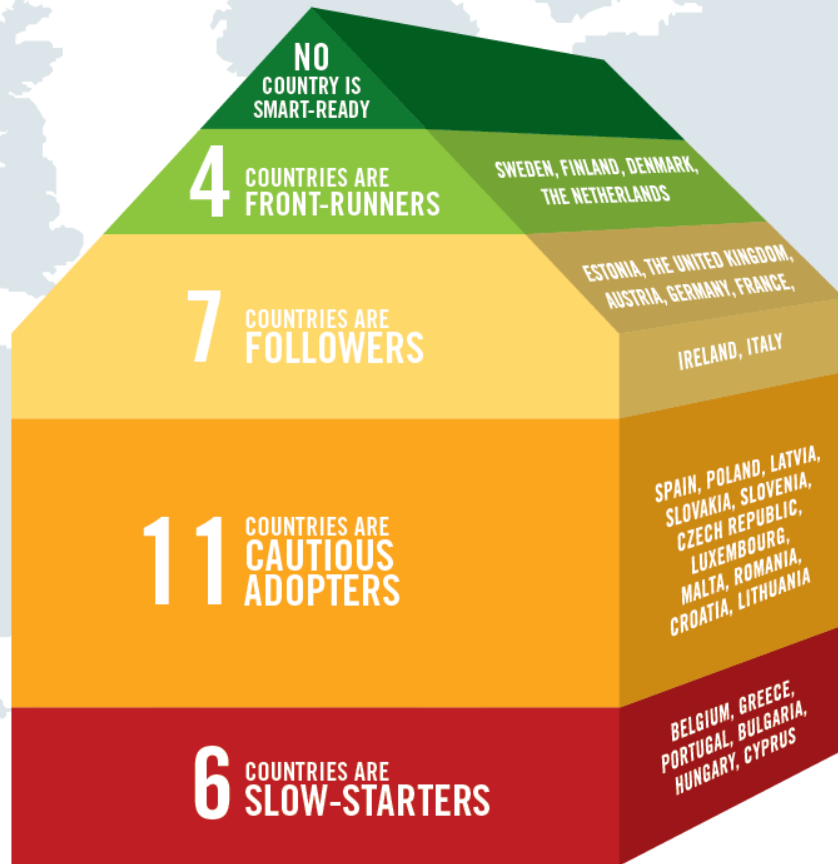 NO
COUNTRY IS
SMART-READY
4 COUNTRIES ARE
FRONT-RUNNERS
SWEDEN, FINLAND, DENMARK,
THE NETHERLANDS
7 COUNTRIES ARE
FOLLOWERS
ESTONIA, THE UNITED KINGDOM,
AUSTRIA, GERMANY, FRANCE,
IRELAND, ITALY
11 COUNTRIES ARE
CAUTIOUS
ADOPTERS
SPAIN, POLAND, LATVIA,
SLOVAKIA, SLOVENIA,
CZECH REPUBLIC,
LUXEMBOURG,
MALTA, ROMANIA,
CROATIA, LITHUANIA
6 COUNTRIES ARE
SLOW-STARTERS
BELGIUM, GREECE,
PORTUGAL, BULGARIA,
HUNGARY, CYPRUS